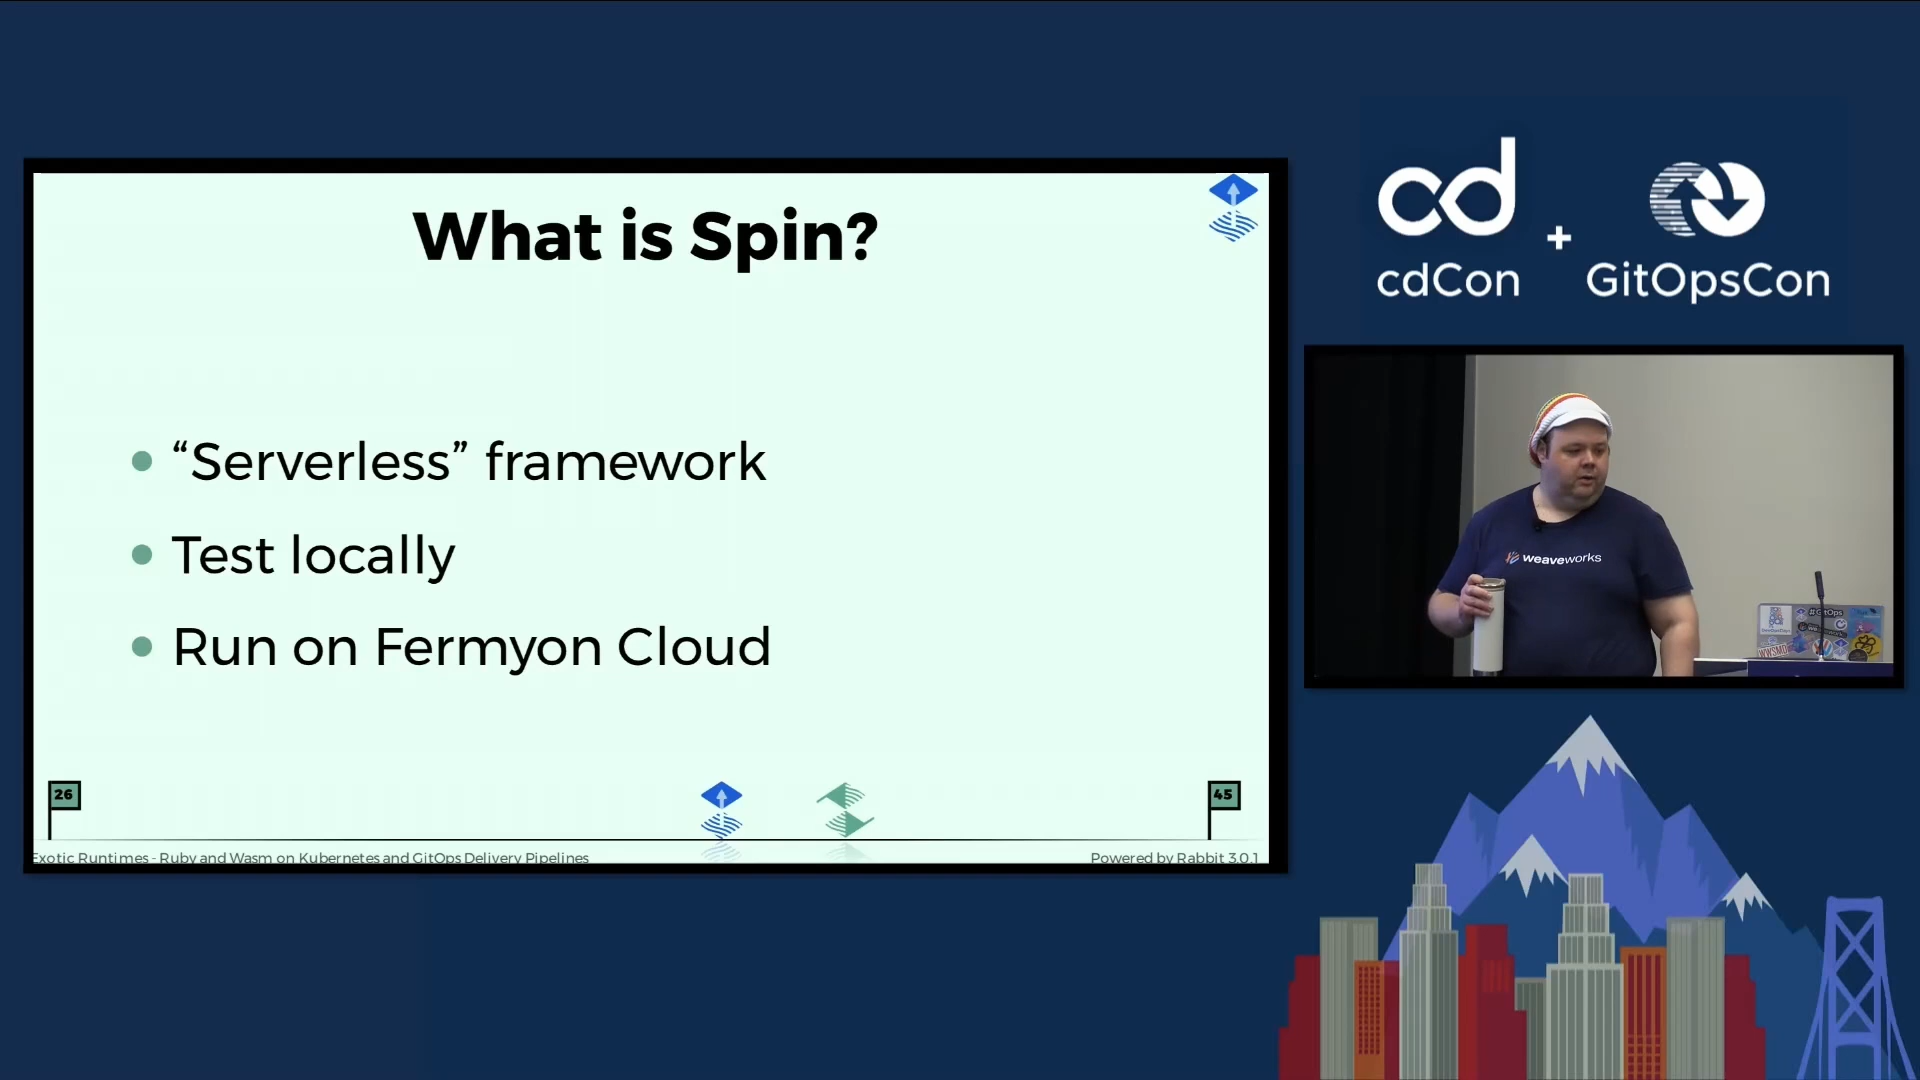 What is Spin?
“Serverless” framework
Test locally
Run on Fermyon Cloud
26
45
Exotic Runtimes - Ruby and Wasm on Kubernetes and GitOps Delivery Pipelines
Powered by Rabbit 3.0.1
cd
+
cdCon
GitOpsCon
weaveworks
#GitOps